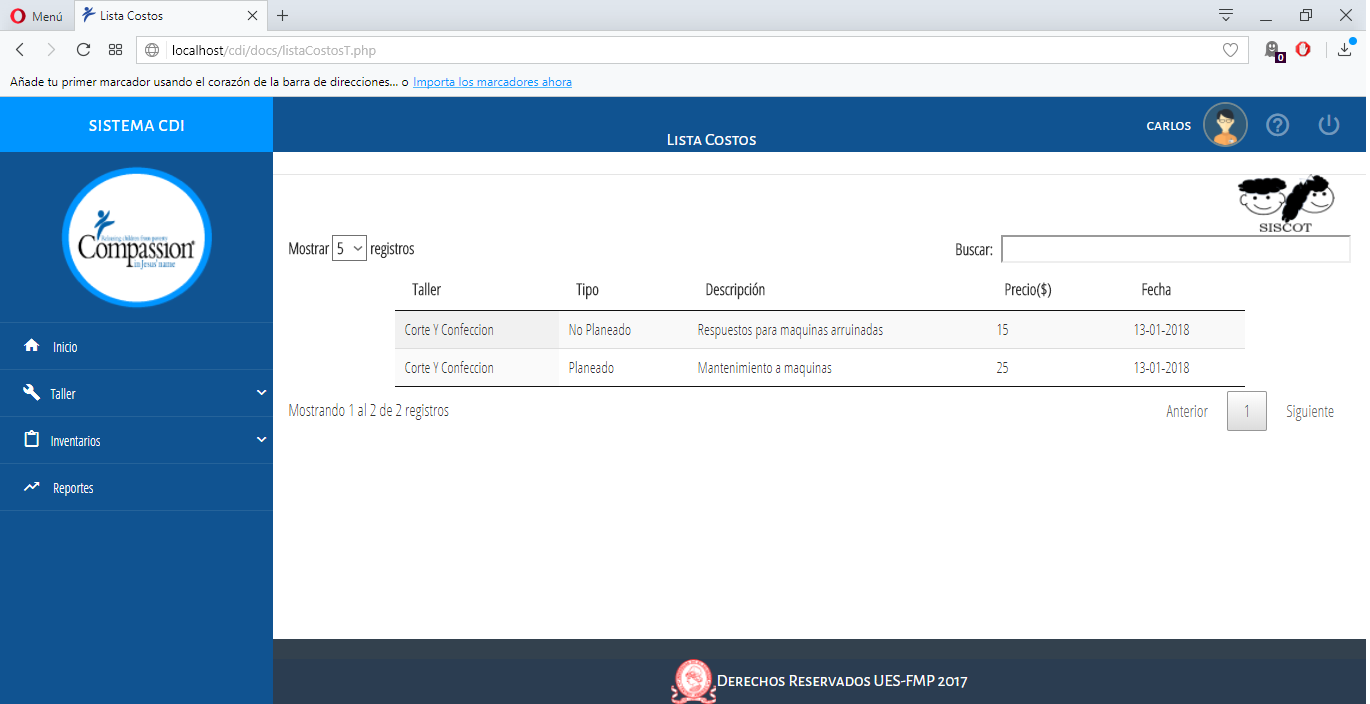 Menú
Lista Costos
localhost/cdi/docs/listaCostosT.php
0
Añade tu primer marcador usando el corazón de la barra de direcciones... o Importa los marcadores ahora
SISTEMA CDI
Lista Costos
CARLOS
Compassion®
in Jesus' name
SISCOT
Inicio
Taller
Inventarios
Reportes
Mostrar 5 registros
Buscar:
Taller Tipo Descripción Precio($) Fecha
Corte Y Confeccion No Planeado Respuestos para maquinas arruinadas 15 13-01-2018
Corte Y Confeccion Planeado Mantenimiento a maquinas 25 13-01-2018
Mostrando 1 al 2 de 2 registros
Anterior 1 Siguiente
Derechos Reservados UES-FMP 2017